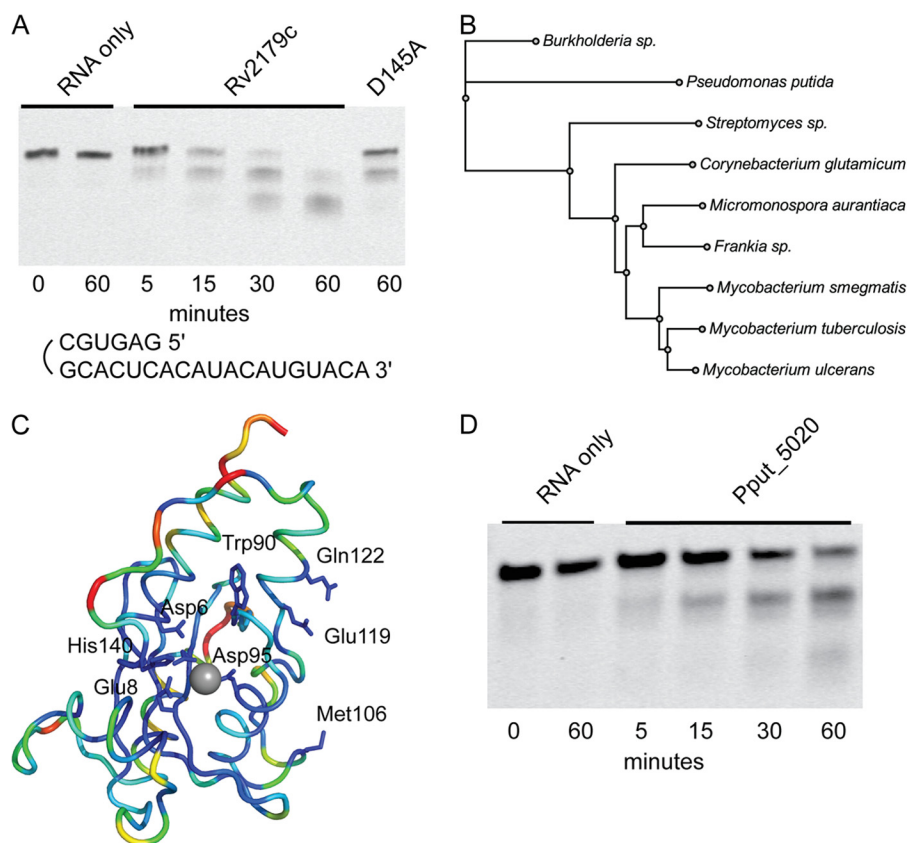 A
RNA only
Rv2179c
D145A
0 60 5 15 30 60 60
minutes
CGUGAG 5'
GCACUCACAUACAUGUACA 3'
B
Burkholderia sp.
Pseudomonas putida
Streptomyces sp.
Corynebacterium glutamicum
Micromonospora aurantiaca
Frankia sp.
Mycobacterium smegmatis
Mycobacterium tuberculosis
Mycobacterium ulcerans
C
Trp90
Gln122
Asp6
Glu119
His140
Asp95
Glu8
Met106
D
RNA only
Pput_5020
0 60 5 15 30 60
minutes